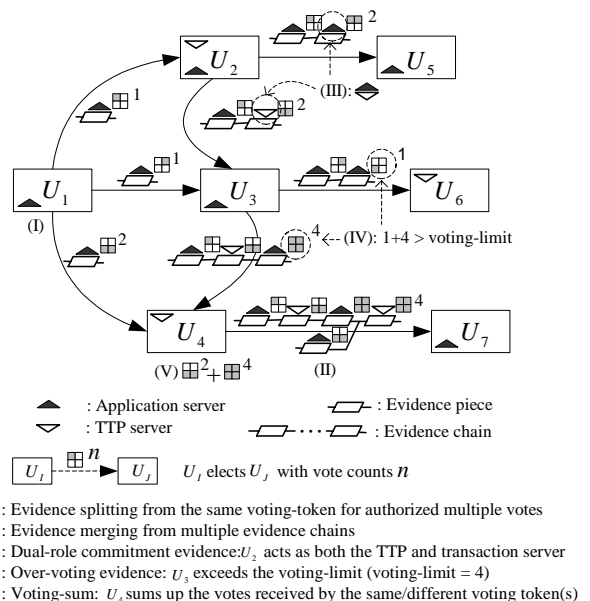 2
U2
U5
(III):
2
1
1
1
U1
U3
U6
(I)
2
4
(IV): 1+4 > voting-limit
4
U4
U7
(V) 2+ 4
(II)
: Application server
: Evidence piece
: TTP server
: Evidence chain
UI
n
UJ
UI elects UJ with vote counts n
: Evidence splitting from the same voting-token for authorized multiple votes
: Evidence merging from multiple evidence chains
: Dual-role commitment evidence:U2 acts as both the TTP and transaction server
: Over-voting evidence: U3 exceeds the voting-limit (voting-limit = 4)
: Voting-sum: U4 sums up the votes received by the same/different voting token(s)